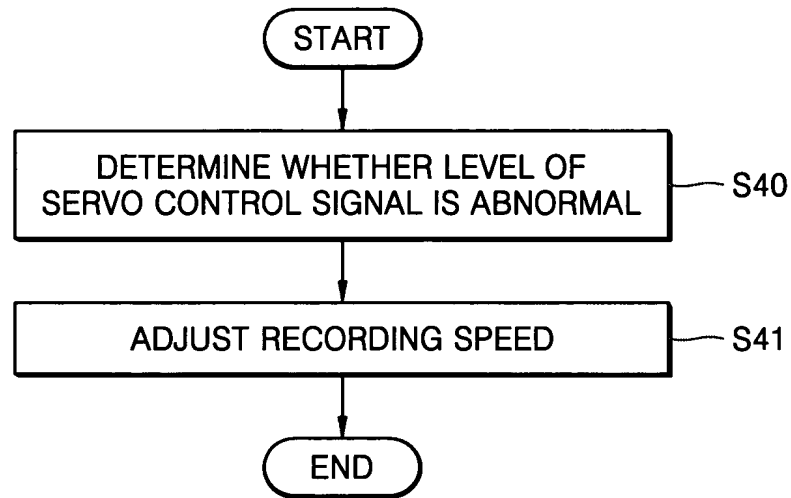 START
DETERMINE WHETHER LEVEL OF
SERVO CONTROL SIGNAL IS ABNORMAL
S40
ADJUST RECORDING SPEED
S41
END